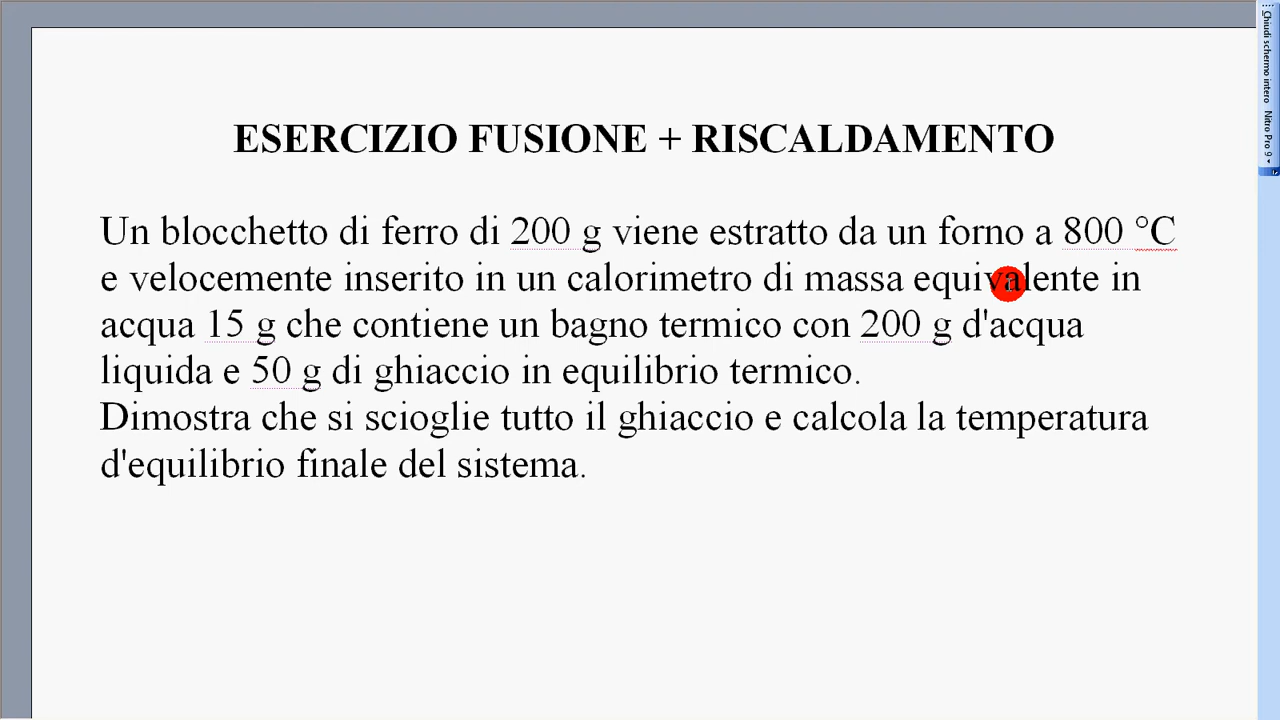 ESERCIZIO FUSIONE + RISCALDAMENTO
Un blocchetto di ferro di 200 g viene estratto da un forno a 800 °C
e velocemente inserito in un calorimetro di massa equivalente in
acqua 15 g che contiene un bagno termico con 200 g d'acqua
liquida e 50 g di ghiaccio in equilibrio termico.
Dimostra che si scioglie tutto il ghiaccio e calcola la temperatura
d'equilibrio finale del sistema.
Chiudi schermo intero
Nitro Pro 9